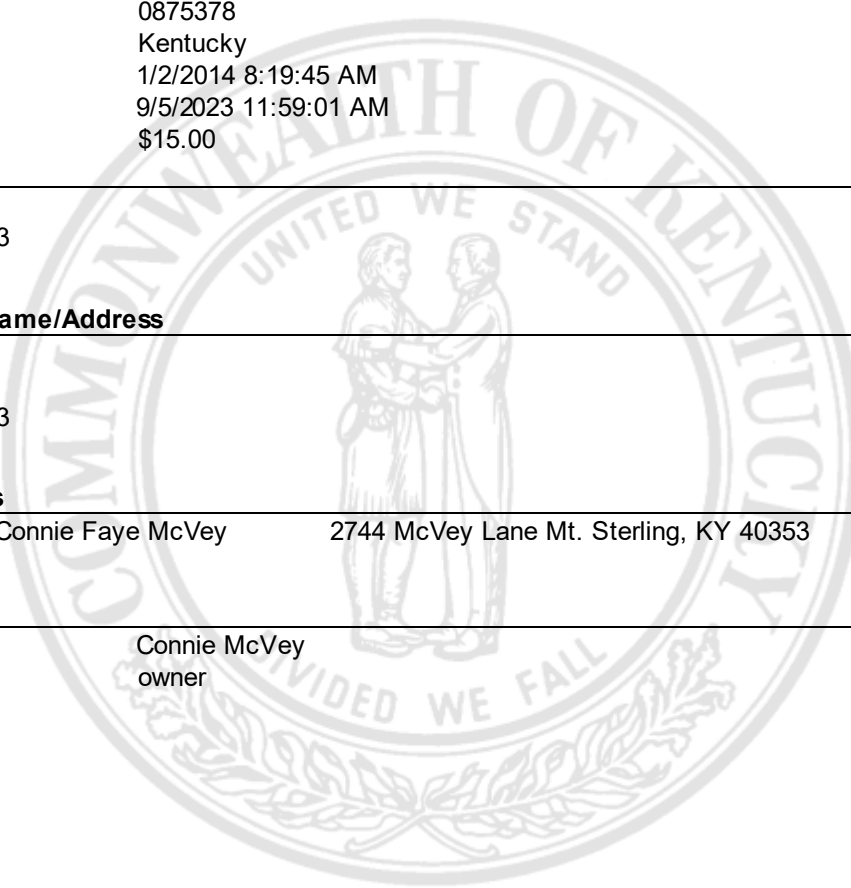 0875378
Kentucky
1/2/2014 8:19:45 AM
9/5/2023 11:59:01 AM
$15.00
3
ame/Address
3
s
Connie Faye McVey 2744 McVey Lane Mt. Sterling, KY 40353
Connie McVey
owner
COMMONWEALTH OF KENTUCKY
UNITED WE STAND
DIVIDED WE FALL